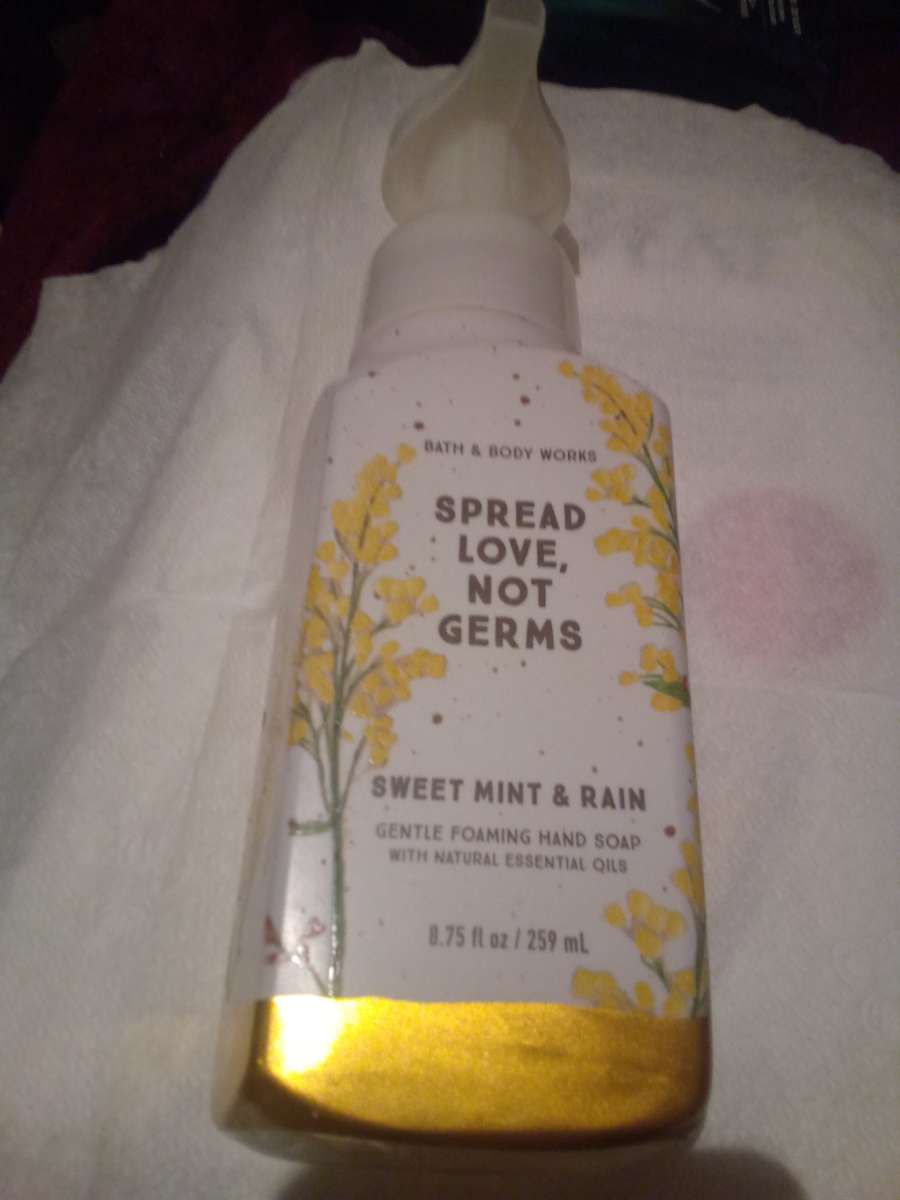 BATH & BODY WORKS
SPREAD
LOVE,
NOT
GERMS
SWEET MINT & RAIN
GENTLE FOAMING HAND SOAP
WITH NATURAL ESSENTIAL OILS
8.75 fl oz / 259 mL